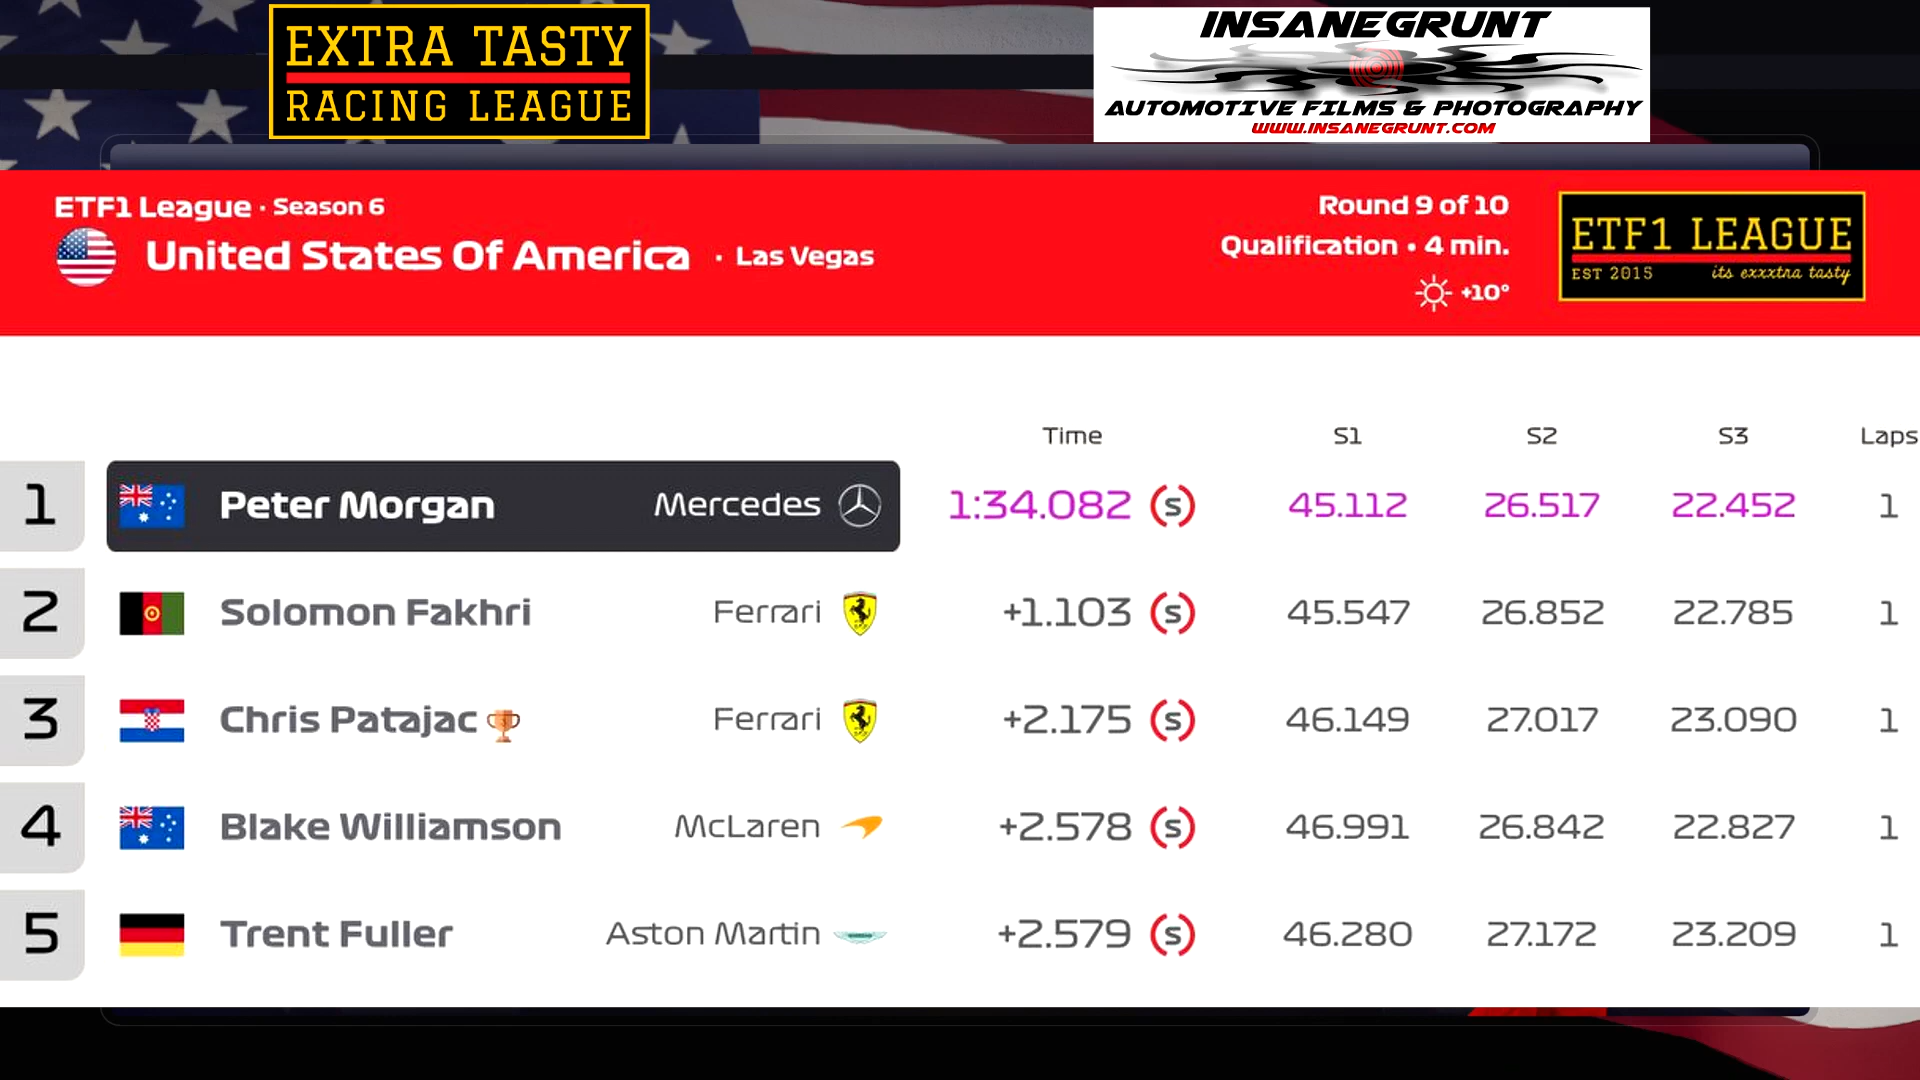 EXTRA TASTY
RACING LEAGUE
INSANEGRUNT
AUTOMOTIVE FILMS & PHOTOGRAPHY
WWW.INSANEGRUNT.COM
ETF1 League · Season 6
United States Of America · Las Vegas
Round 9 of 10
Qualification • 4 min.
+10°
ETF1 LEAGUE
EST 2015 its exxxtra tasty
Time S1 S2 S3 Laps
1 Peter Morgan Mercedes 1:34.082 S 45.112 26.517 22.452 1
2 Solomon Fakhri Ferrari +1.103 S 45.547 26.852 22.785 1
3 Chris Patajac Ferrari +2.175 S 46.149 27.017 23.090 1
4 Blake Williamson McLaren +2.578 S 46.991 26.842 22.827 1
5 Trent Fuller Aston Martin +2.579 S 46.280 27.172 23.209 1